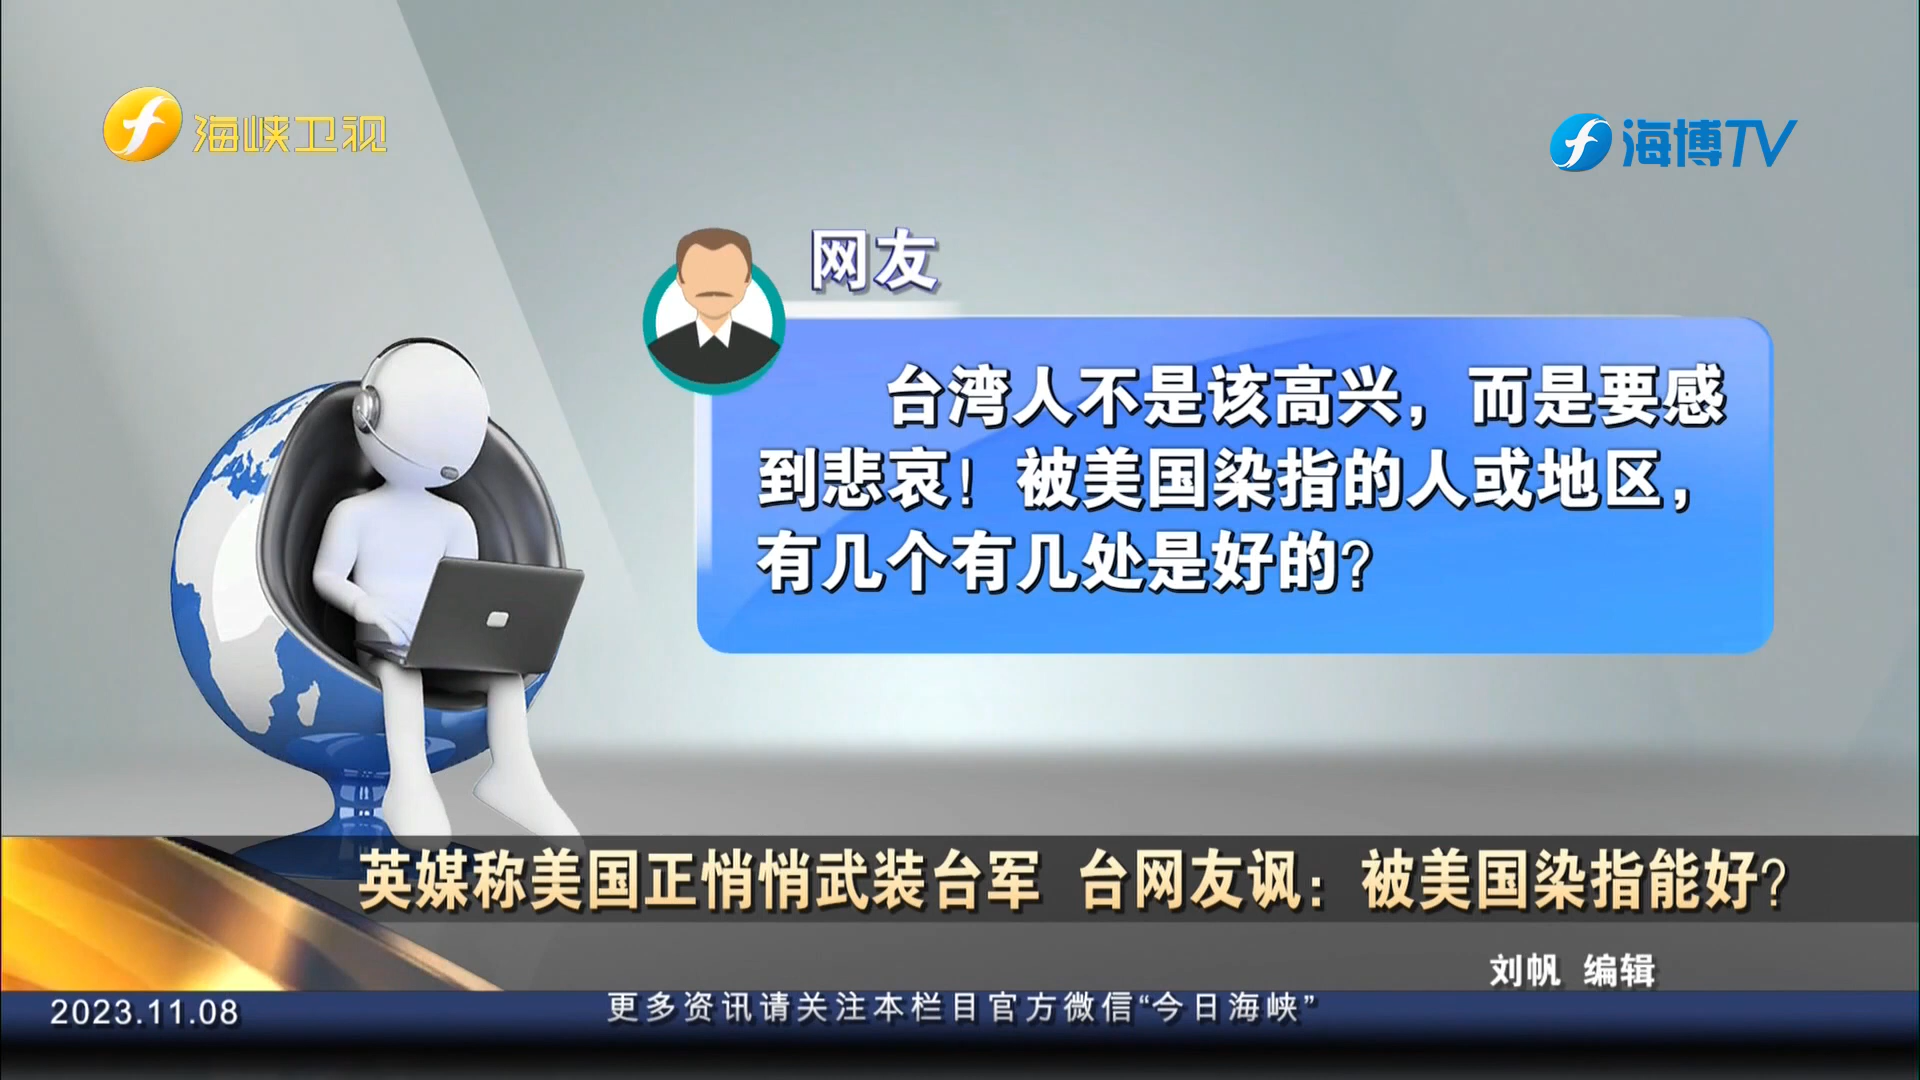 海峡卫视
海博TV
网友
台湾人不是该高兴，而是要感
到悲哀！被美国染指的人或地区，
有几个有几处是好的？
英媒称美国正悄悄武装台军 台网友讽：被美国染指能好？
刘帆 编辑
2023.11.08
更多资讯请关注本栏目官方微信“今日海峡”